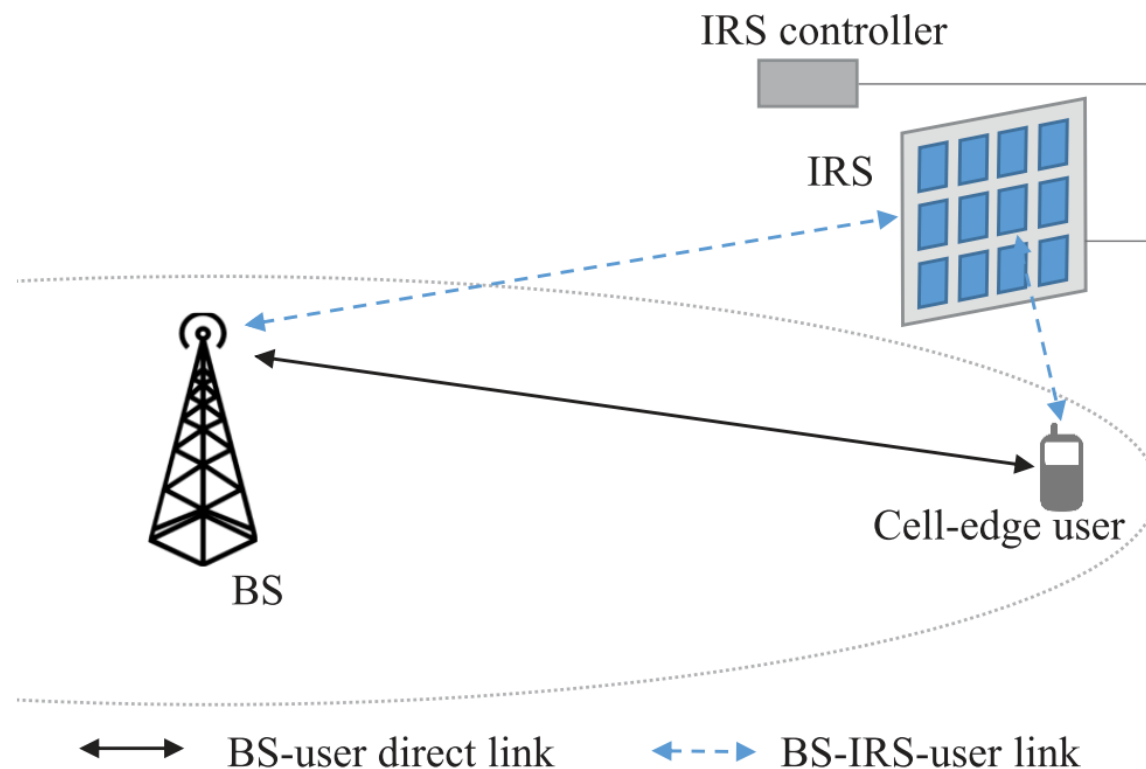 IRS controller
IRS
Cell-edge user
BS
BS-user direct link
BS-IRS-user link